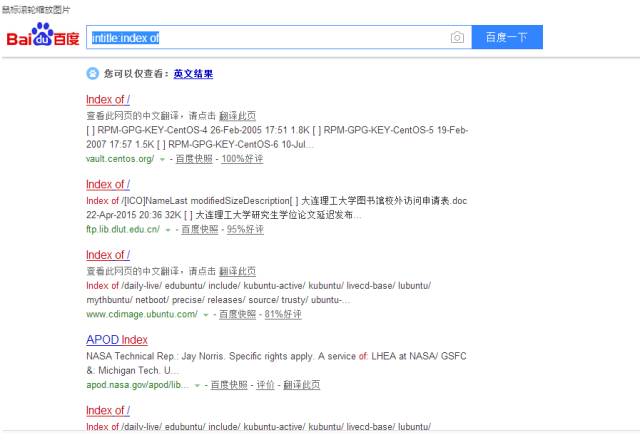 鼠标滚轮缩放图片
Bai du 百度
intitle:index of
百度一下
您可以仅查看：英文结果
Index of /
查看此网页的中文翻译，请点击 翻译此页
[ ] RPM-GPG-KEY-CentOS-4 26-Feb-2005 17:51 1.8K [ ] RPM-GPG-KEY-CentOS-5 19-Feb-
2007 17:57 1.5K [ ] RPM-GPG-KEY-CentOS-6 10-Jul...
vault.centos.org/ - 百度快照 - 100%好评
Index of /
Index of /[ICO]NameLast modifiedSizeDescription[ ] 大连理工大学图书馆校外访问申请表.doc
22-Apr-2015 20:36 32K [ ] 大连理工大学研究生学位论文延迟发布...
ftp.lib.dlut.edu.cn/ - 百度快照 - 95%好评
Index of /
查看此网页的中文翻译，请点击 翻译此页
Index of /daily-live/ edubuntu/ include/ kubuntu-active/ kubuntu/ livecd-base/ lubuntu/
mythbuntu/ netboot/ precise/ releases/ source/ trusty/ ubuntu-...
www.cdimage.ubuntu.com/ - 百度快照 - 81%好评
APOD Index
NASA Technical Rep.: Jay Norris. Specific rights apply. A service of: LHEA at NASA/ GSFC
&: Michigan Tech. U...
apod.nasa.gov/apod/lib... - 百度快照 - 评价 - 翻译此页
Index of /
Index of /daily-live/ edubuntu/ include/ kubuntu-active/ kubuntu/ livecd-base/ lubuntu/